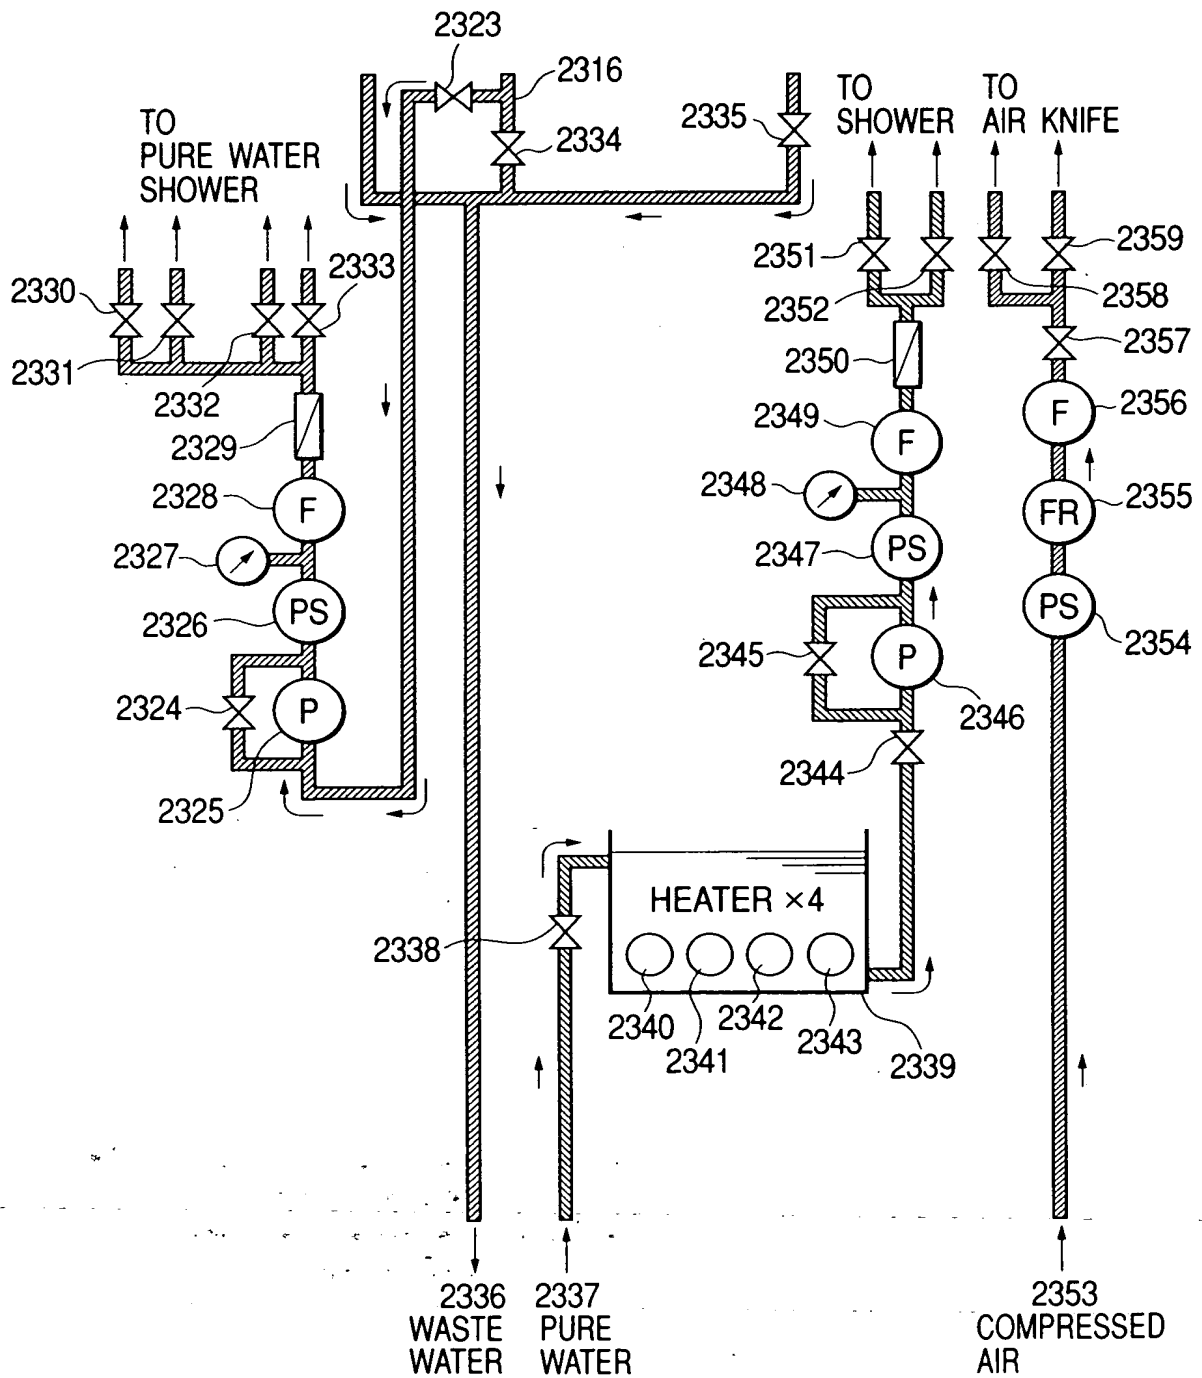 2323
2316
2335
TO
SHOWER
TO
AIR KNIFE
TO
PURE WATER
SHOWER
2334
2351
2359
2330
2333
2352
2358
2331
2332
2350
2357
2329
2349
F
F
2356
2328
F
2348
2327
2347
PS
FR
2355
2326
PS
PS
2354
2345
P
2346
2324
P
2344
2325
HEATER ×4
2338
2340
2341
2342
2343
2339
2336
WASTE
WATER
2337
PURE
WATER
2353
COMPRESSED
AIR